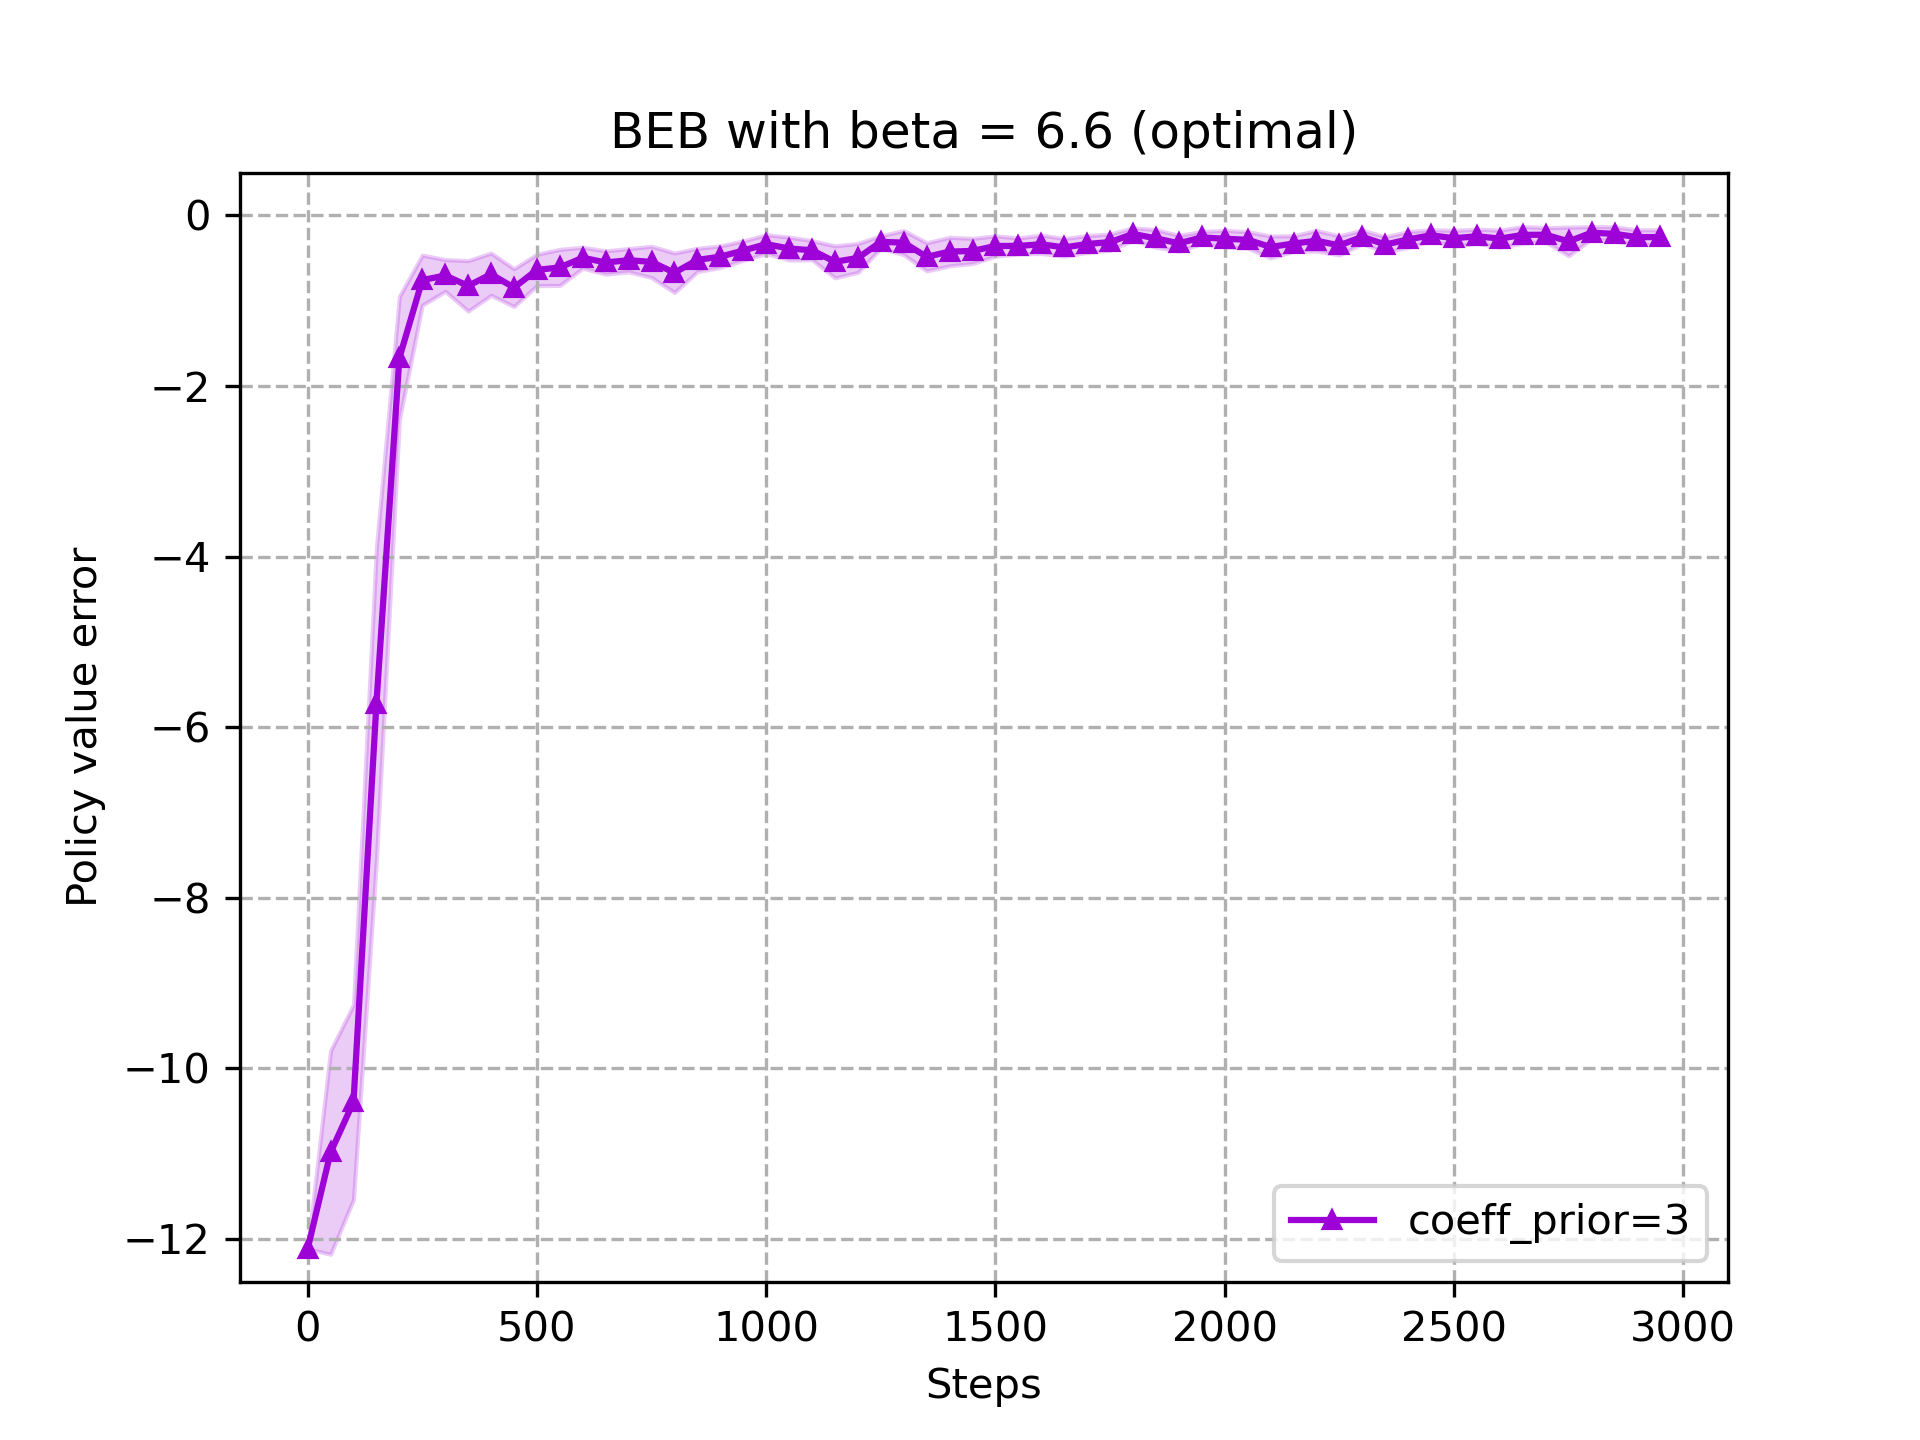 BEB with beta = 6.6 (optimal)
0
−2
−4
−6
−8
−10
−12
Policy value error
coeff_prior=3
0 500 1000 1500 2000 2500 3000
Steps